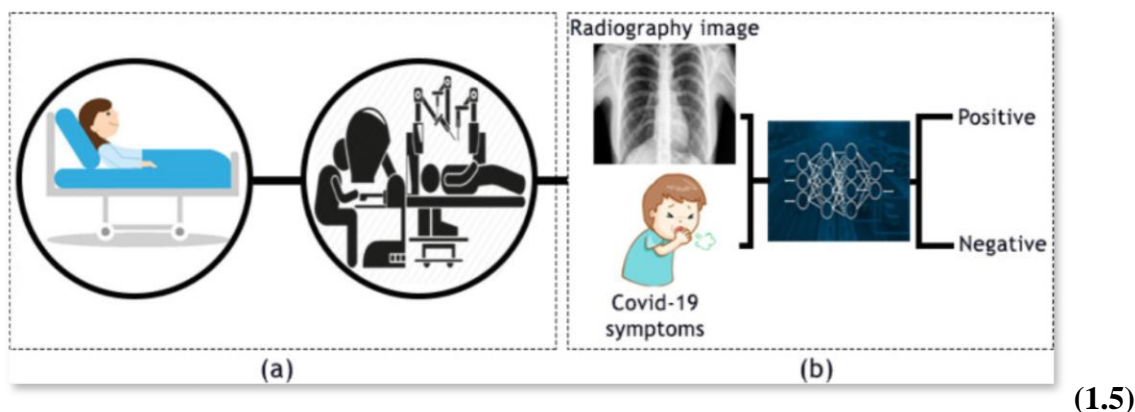 Radiography image
Positive
Negative
Covid-19
symptoms
(a)
(b)
(1.5)